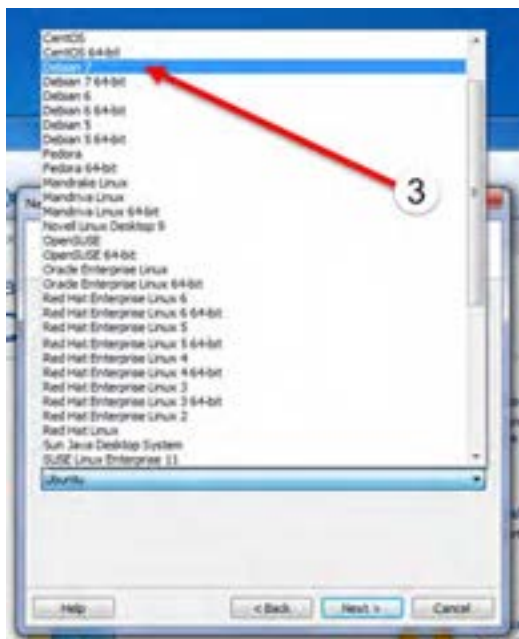 CentOS
CentOS 64-bit
Debian 7
Debian 7 64-bit
Debian 6
Debian 6 64-bit
Debian 5
Debian 5 64-bit
Fedora
Fedora 64-bit
Mandrake Linux
Mandriva Linux
Mandriva Linux 64-bit
Novell Linux Desktop 9
OpenSUSE
OpenSUSE 64-bit
Oracle Enterprise Linux
Oracle Enterprise Linux 64-bit
Red Hat Enterprise Linux 6
Red Hat Enterprise Linux 6 64-bit
Red Hat Enterprise Linux 5
Red Hat Enterprise Linux 5 64-bit
Red Hat Enterprise Linux 4
Red Hat Enterprise Linux 4 64-bit
Red Hat Enterprise Linux 3
Red Hat Enterprise Linux 3 64-bit
Red Hat Enterprise Linux 2
Red Hat Linux
Sun Java Desktop System
SUSE Linux Enterprise 11
Ubuntu
3
Help < Back Next > Cancel